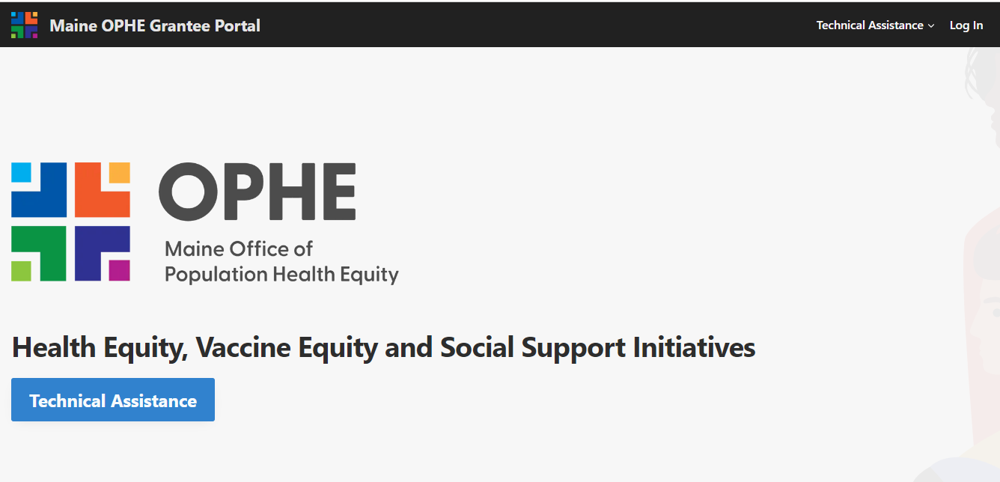 Maine OPHE Grantee Portal
Technical Assistance
Log In
OPHE
Maine Office of
Population Health Equity
Health Equity, Vaccine Equity and Social Support Initiatives
Technical Assistance